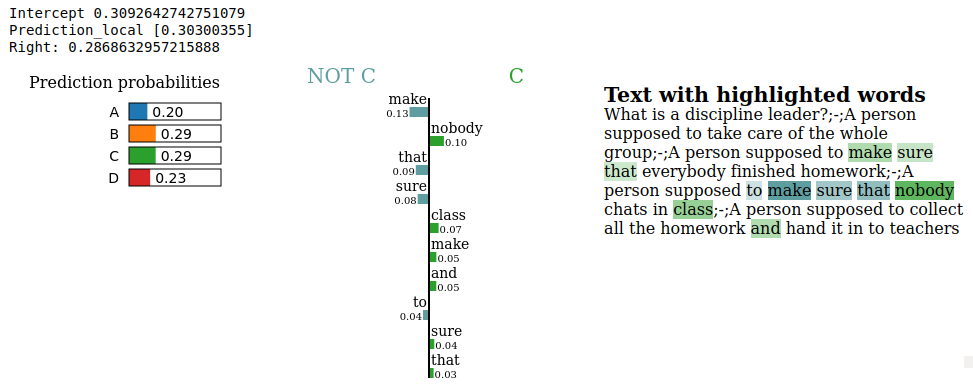 Intercept 0.3092642742751079
Prediction_local [0.30300355]
Right: 0.2868632957215888
Prediction probabilities
A 0.20
B 0.29
C 0.29
D 0.23
NOT C C
make
0.13
nobody
0.10
that
0.09
sure
0.08
class
0.07
make
0.05
and
0.05
to
0.04
sure
0.04
that
0.03
Text with highlighted words
What is a discipline leader?;-;A person
supposed to take care of the whole
group;-;A person supposed to make sure
that everybody finished homework;-;A
person supposed to make sure that nobody
chats in class;-;A person supposed to collect
all the homework and hand it in to teachers